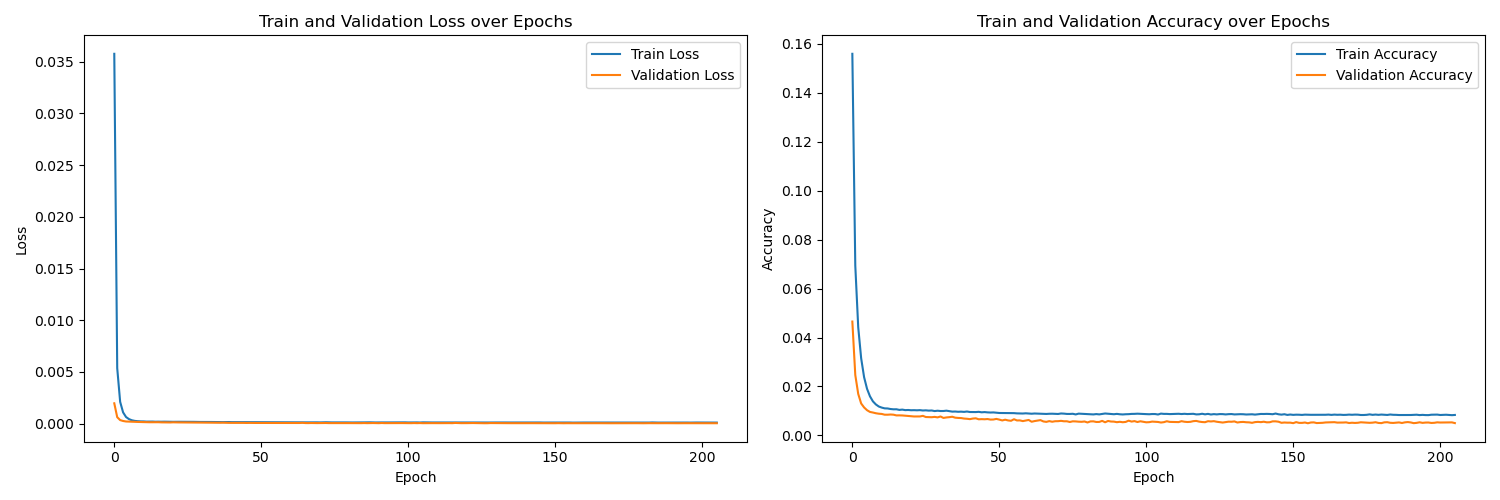 Train and Validation Loss over Epochs
Train Loss
Validation Loss
0.035
0.030
0.025
0.020
0.015
0.010
0.005
0.000
Loss
0
50
100
150
200
Epoch
Train and Validation Accuracy over Epochs
Train Accuracy
Validation Accuracy
0.16
0.14
0.12
0.10
0.08
0.06
0.04
0.02
0.00
Accuracy
0
50
100
150
200
Epoch